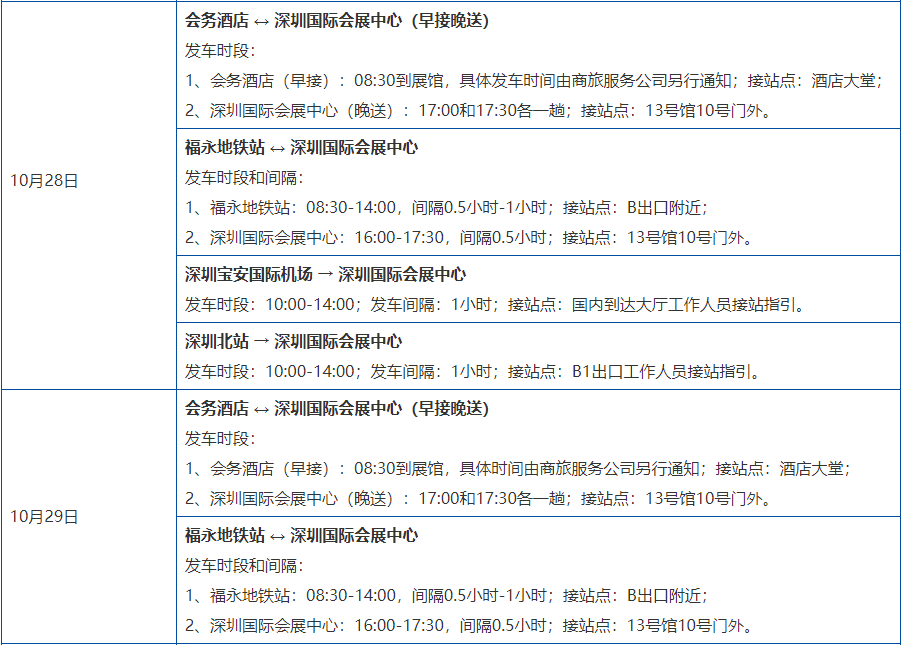 会务酒店 ↔ 深圳国际会展中心（早接晚送）
发车时段：
1、会务酒店（早接）：08:30到展馆，具体发车时间由商旅服务公司另行通知；接站点：酒店大堂；
2、深圳国际会展中心（晚送）：17:00和17:30各一趟；接站点：13号馆10号门外。
10月28日
福永地铁站 ↔ 深圳国际会展中心
发车时段和间隔：
1、福永地铁站：08:30-14:00，间隔0.5小时-1小时；接站点：B出口附近；
2、深圳国际会展中心：16:00-17:30，间隔0.5小时；接站点：13号馆10号门外。
深圳宝安国际机场 → 深圳国际会展中心
发车时段：10:00-14:00；发车间隔：1小时；接站点：国内到达大厅工作人员接站指引。
深圳北站 → 深圳国际会展中心
发车时段：10:00-14:00；发车间隔：1小时；接站点：B1出口工作人员接站指引。
会务酒店 ↔ 深圳国际会展中心（早接晚送）
发车时段：
1、会务酒店（早接）：08:30到展馆，具体时间由商旅服务公司另行通知；接站点：酒店大堂；
2、深圳国际会展中心（晚送）：17:00和17:30各一趟；接站点：13号馆10号门外。
10月29日
福永地铁站 ↔ 深圳国际会展中心
发车时段和间隔：
1、福永地铁站：08:30-14:00，间隔0.5小时-1小时；接站点：B出口附近；
2、深圳国际会展中心：16:00-17:30，间隔0.5小时；接站点：13号馆10号门外。